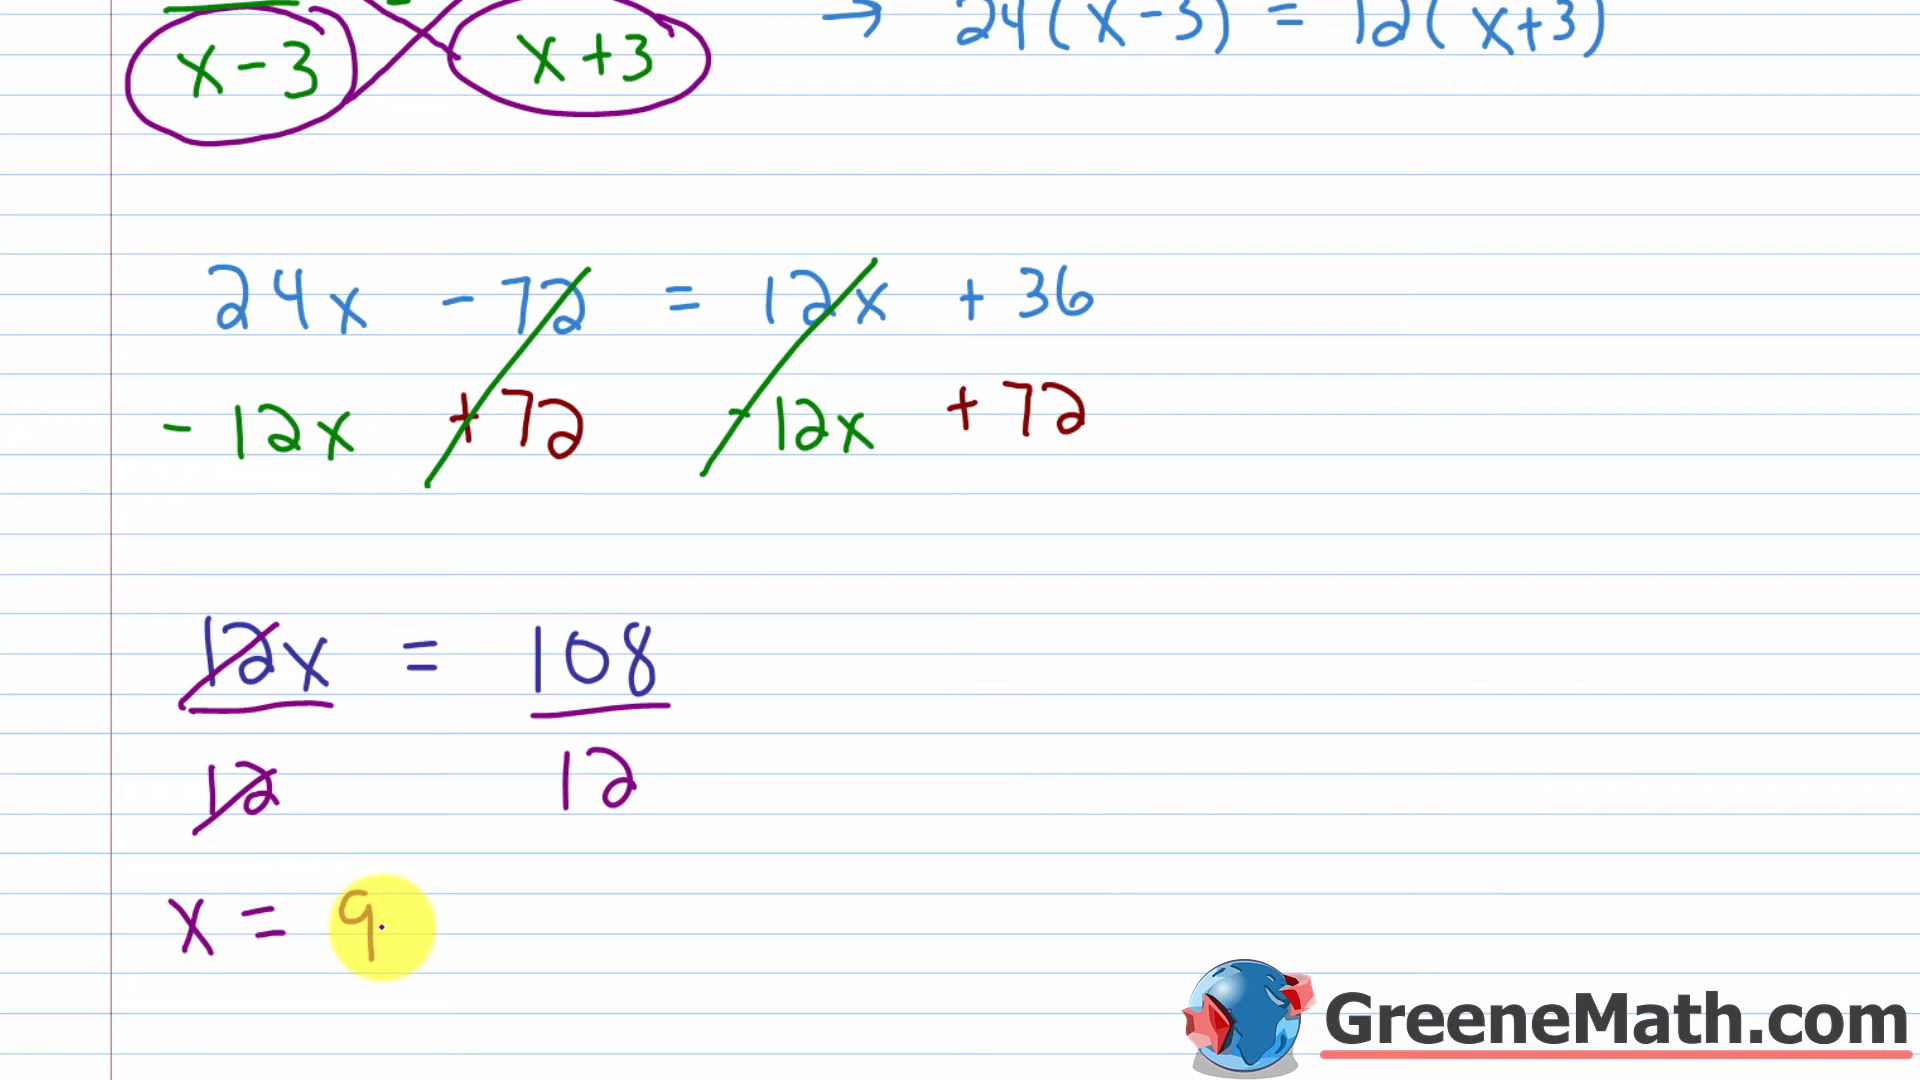 x - 3 x + 3 → 24(x - 3) = 12(x + 3)
24x - 72 = 12x + 36
- 12x + 72 - 12x + 72
12x = 108
12 12
x = 9
GreeneMath.com